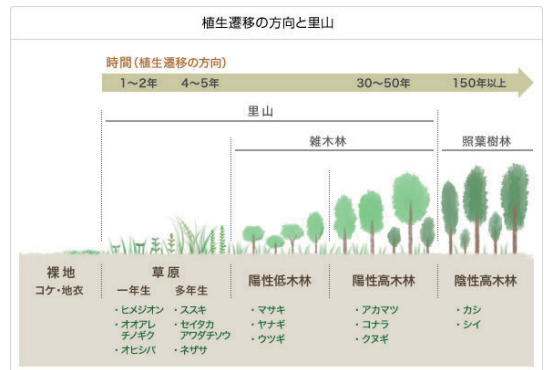 植生遷移の方向と里山
時間（植生遷移の方向）
1〜2年 4〜5年 30〜50年 150年以上
里山
雑木林 照葉樹林
裸地 草原 陽性低木林 陽性高木林 陰性高木林
コケ・地衣 一年生 多年生
・ヒメジオン ・ススキ ・マサキ ・アカマツ ・カシ
・オオアレ ・セイタカ ・ヤナギ ・コナラ ・シイ
チノギク アワダチソウ ・ウツギ ・クヌギ
・オヒシバ ・ネザサ